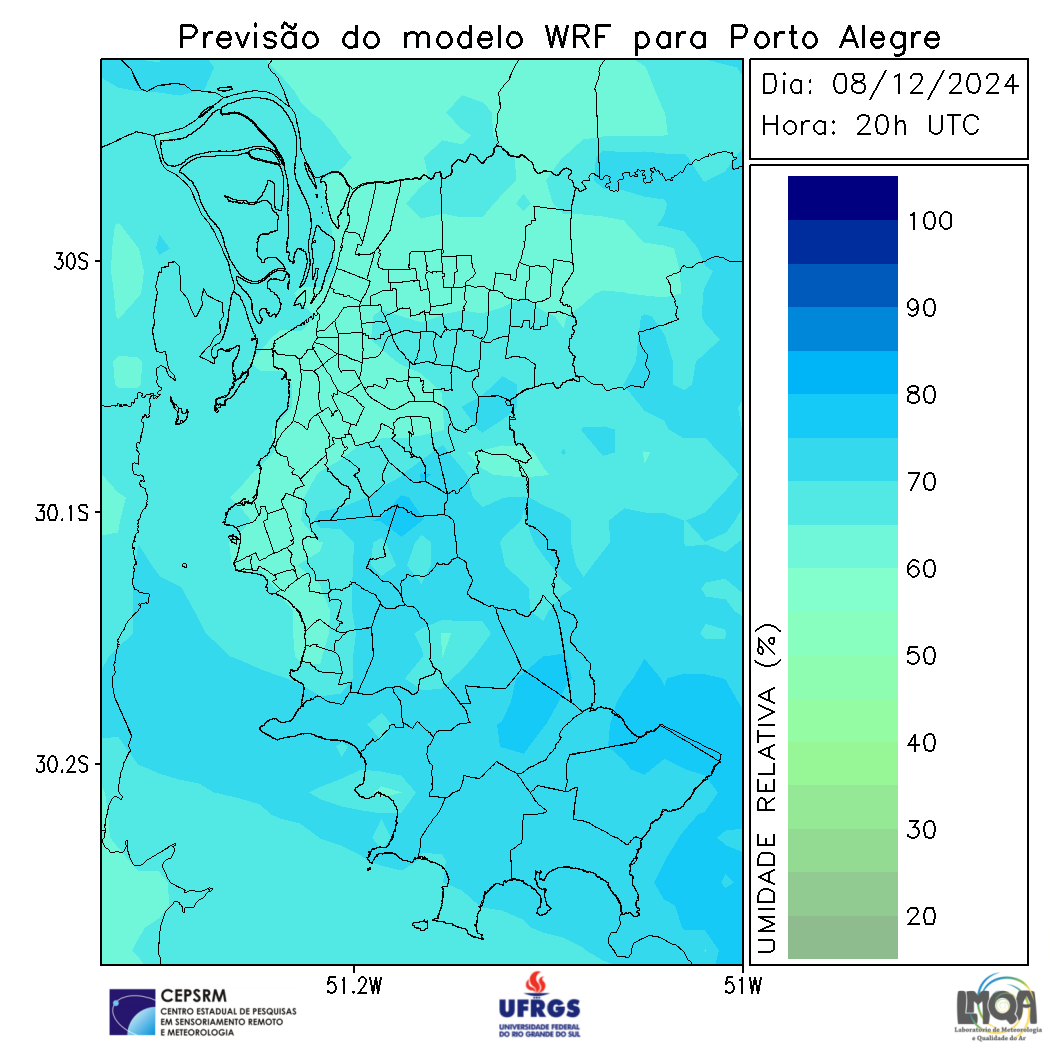 Previsão do modelo WRF para Porto Alegre
Dia: 08/12/2024
Hora: 20h UTC
100
90
80
70
60
50
40
30
20
UMIDADE RELATIVA (%)
30S
30.1S
30.2S
51.2W
51W
CEPSRM
CENTRO ESTADUAL DE PESQUISAS
EM SENSORIAMENTO REMOTO
E METEOROLOGIA
UFRGS
UNIVERSIDADE FEDERAL
DO RIO GRANDE DO SUL
LMQA
Laboratório de Meteorologia
e Qualidade do Ar